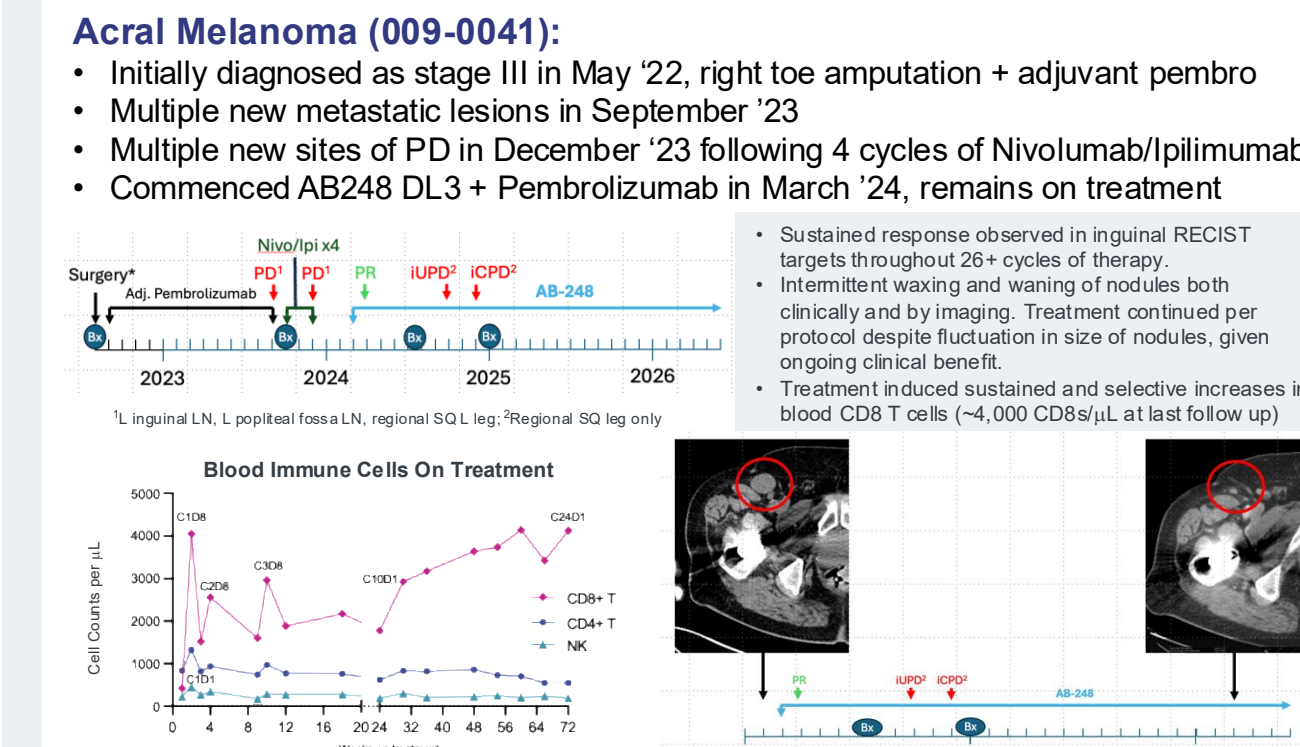 Acral Melanoma (009-0041):
• Initially diagnosed as stage III in May ‘22, right toe amputation + adjuvant pembro
• Multiple new metastatic lesions in September ’23
• Multiple new sites of PD in December ‘23 following 4 cycles of Nivolumab/Ipilimumab
• Commenced AB248 DL3 + Pembrolizumab in March ’24, remains on treatment
Nivo/Ipi x4
Surgery*
Adj. Pembrolizumab
PD¹
PD¹
PR
iUPD²
iCPD²
AB-248
Bx
Bx
Bx
Bx
2023
2024
2025
2026
¹L inguinal LN, L popliteal fossa LN, regional SQ L leg; ²Regional SQ leg only
• Sustained response observed in inguinal RECIST
targets throughout 26+ cycles of therapy.
• Intermittent waxing and waning of nodules both
clinically and by imaging. Treatment continued per
protocol despite fluctuation in size of nodules, given
ongoing clinical benefit.
• Treatment induced sustained and selective increases in
blood CD8 T cells (~4,000 CD8s/μL at last follow up)
Blood Immune Cells On Treatment
Cell Counts per μL
5000
4000
3000
2000
1000
0
C1D8
C2D8
C3D8
C10D1
C24D1
C1D1
CD8+ T
CD4+ T
NK
0 4 8 12 16 20 24 32 40 48 56 64 72
PR
iUPD²
iCPD²
AB-248
Bx
Bx